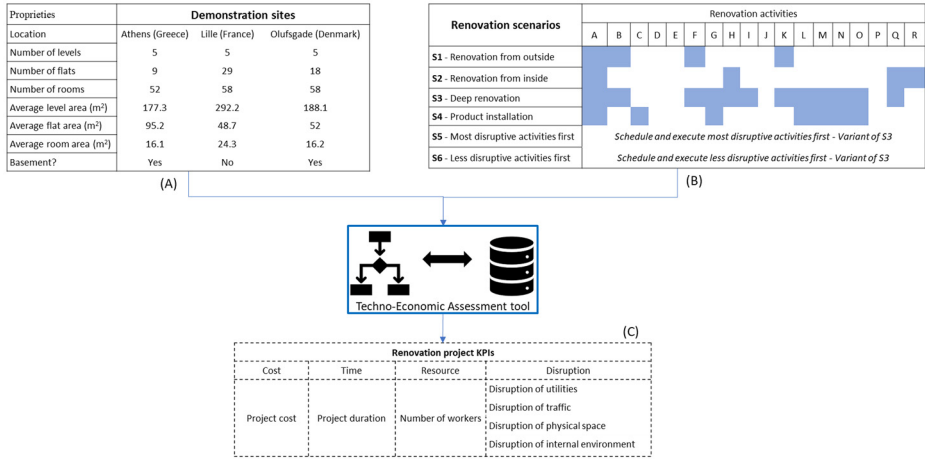 Proprieties Demonstration sites
Location Athens (Greece) Lille (France) Olufsgade (Denmark)
Number of levels 5 5 5
Number of flats 9 29 18
Number of rooms 52 58 58
Average level area (m²) 177.3 292.2 188.1
Average flat area (m²) 95.2 48.7 52
Average room area (m²) 16.1 24.3 16.2
Basement? Yes No Yes
(A)
Renovation scenarios Renovation activities
A B C D E F G H I J K L M N O P Q R
S1 - Renovation from outside
S2 - Renovation from inside
S3 - Deep renovation
S4 - Product installation
S5 - Most disruptive activities first Schedule and execute most disruptive activities first - Variant of S3
S6 - Less disruptive activities first Schedule and execute less disruptive activities first - Variant of S3
(B)
Techno-Economic Assessment tool
(C)
Renovation project KPIs
Cost Time Resource Disruption
Project cost Project duration Number of workers
Disruption of utilities
Disruption of traffic
Disruption of physical space
Disruption of internal environment